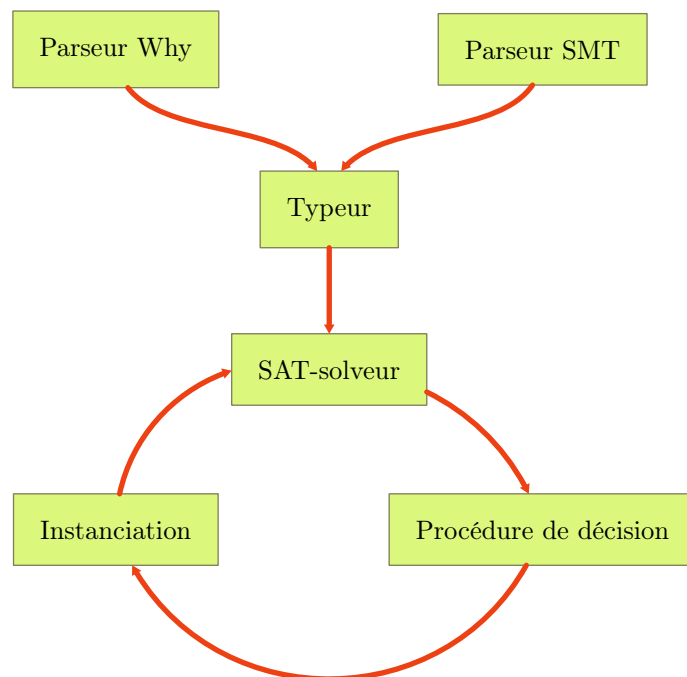 Parseur Why
Parseur SMT
Typeur
SAT-solveur
Instanciation
Procédure de décision